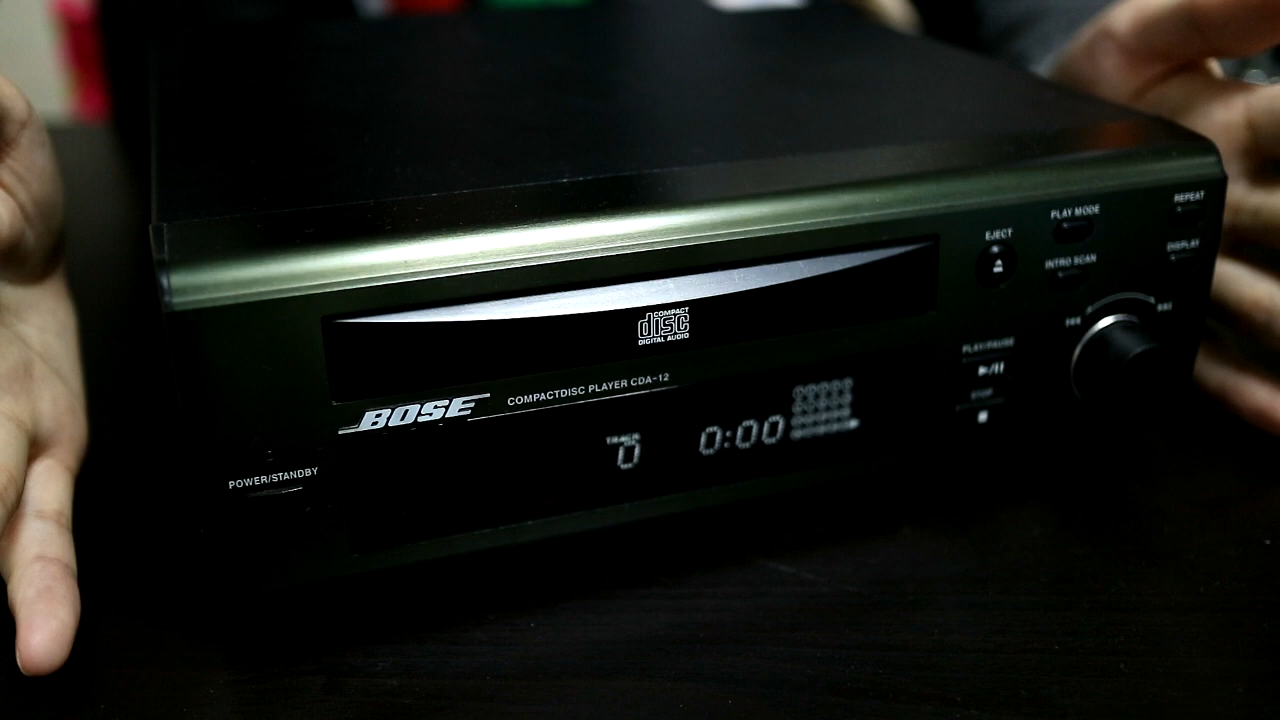 REPEAT
PLAY MODE
EJECT
DISPLAY
INTRO SCAN
COMPACT
disc
DIGITAL AUDIO
PLAY/PAUSE
COMPACTDISC PLAYER CDA-12
BOSE
STOP
TRACK
0
0:00
POWER/STANDBY